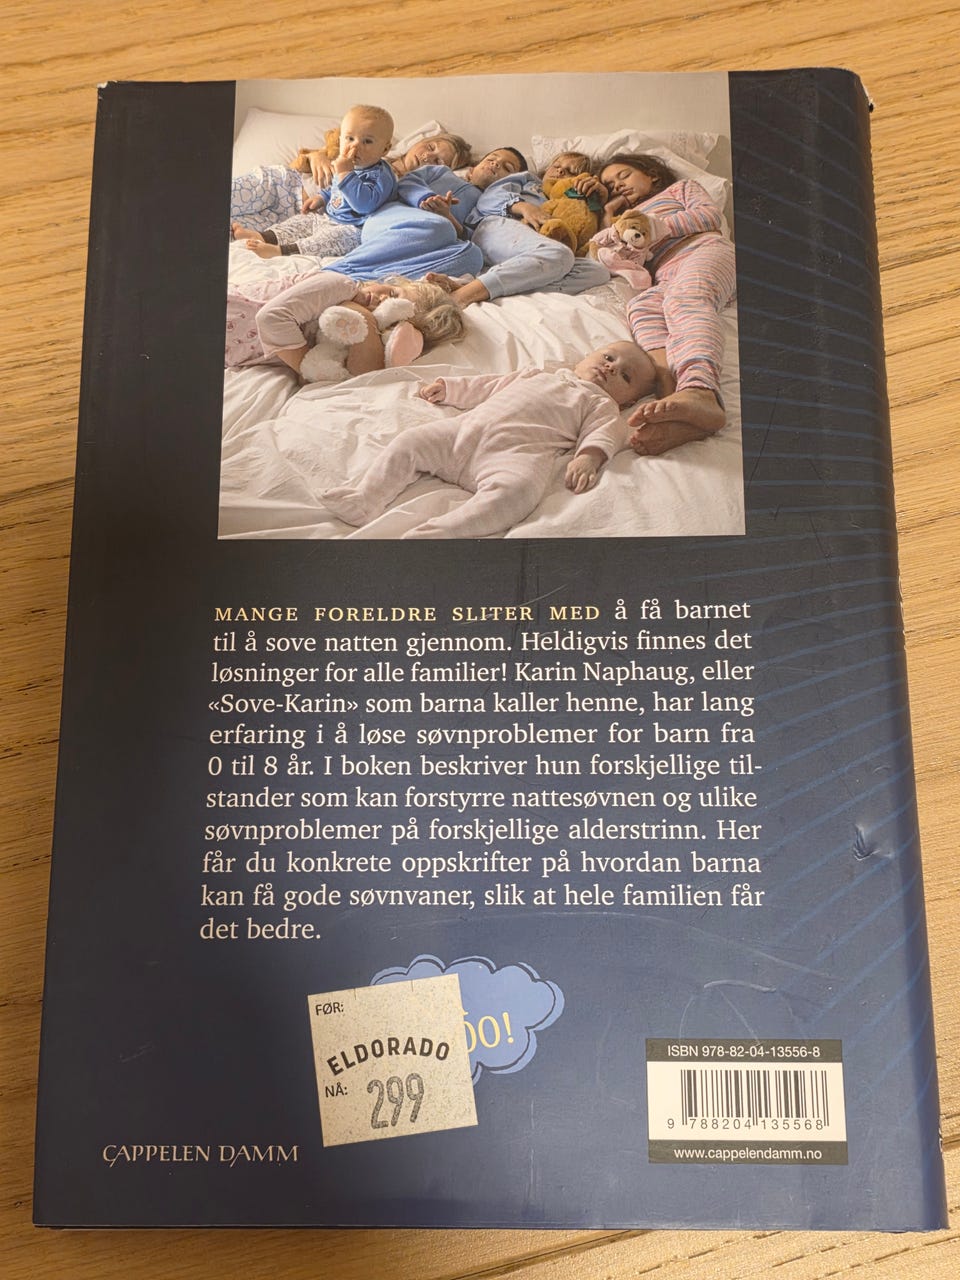 MANGE FORELDRE SLITER MED å få barnet
til å sove natten gjennom. Heldigvis finnes det
løsninger for alle familier! Karin Naphaug, eller
«Sove-Karin» som barna kaller henne, har lang
erfaring i å løse søvnproblemer for barn fra
0 til 8 år. I boken beskriver hun forskjellige til-
stander som kan forstyrre nattesøvnen og ulike
søvnproblemer på forskjellige alderstrinn. Her
får du konkrete oppskrifter på hvordan barna
kan få gode søvnvaner, slik at hele familien får
det bedre.
FØR:
ELDORADO
NÅ: 299
CAPPELEN DAMM
ISBN 978-82-04-13556-8
9 788204 135568
www.cappelendamm.no